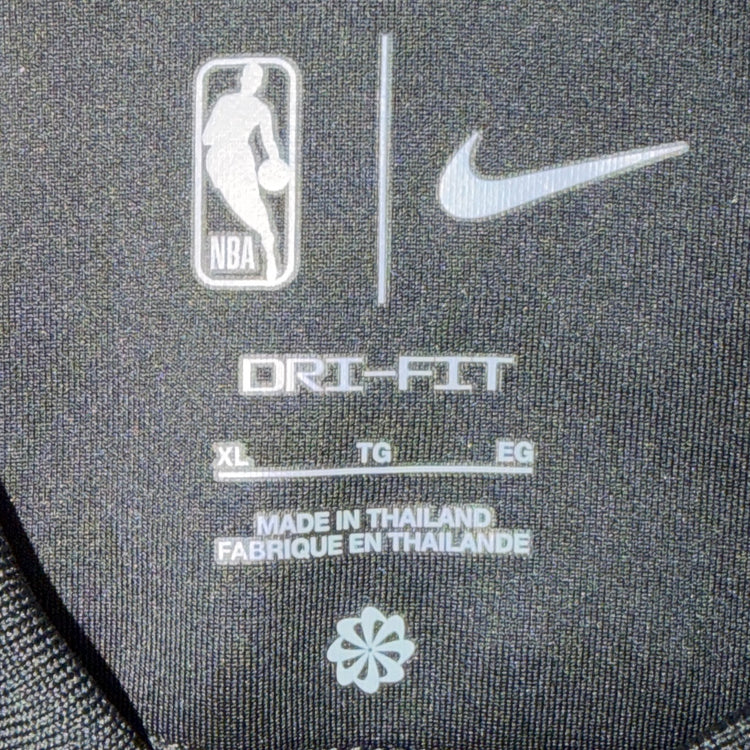 NBA
DRI-FIT
XL TG EG
MADE IN THAILAND
FABRIQUE EN THAILANDE